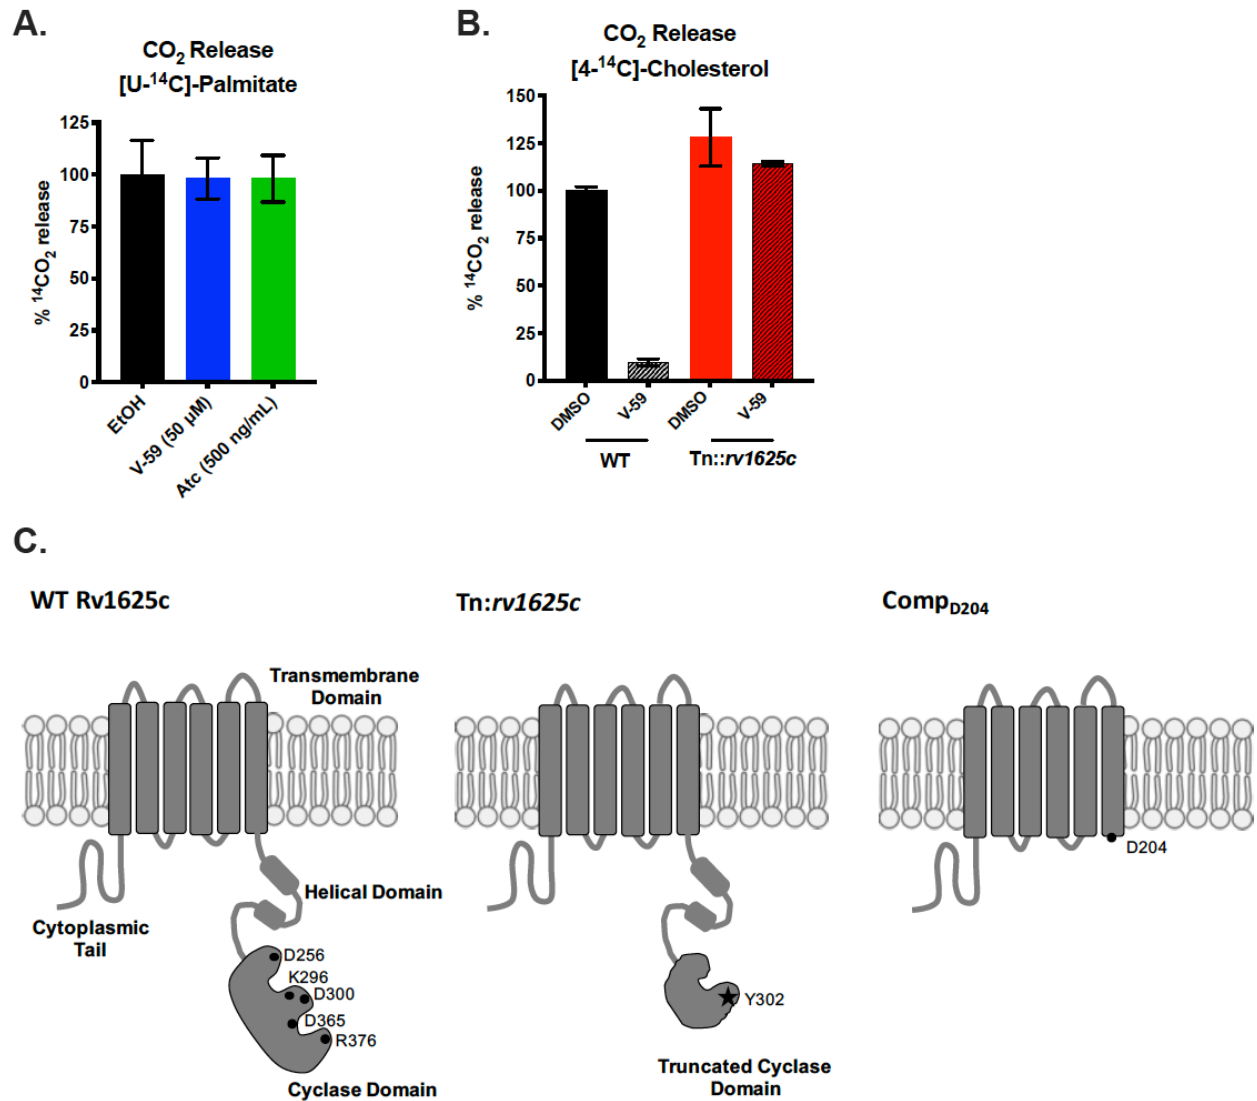 A.
CO2 Release
[U-14C]-Palmitate
% 14CO2 release
125
100
75
50
25
0
EtOH
V-59 (50 µM)
Atc (500 ng/mL)
B.
CO2 Release
[4-14C]-Cholesterol
% 14CO2 release
150
125
100
75
50
25
0
DMSO
V-59
DMSO
V-59
WT
Tn::rv1625c
C.
WT Rv1625c
Transmembrane
Domain
Helical Domain
Cytoplasmic
Tail
D256
K296
D300
D365
R376
Cyclase Domain
Tn:rv1625c
Y302
Truncated Cyclase
Domain
CompD204
D204